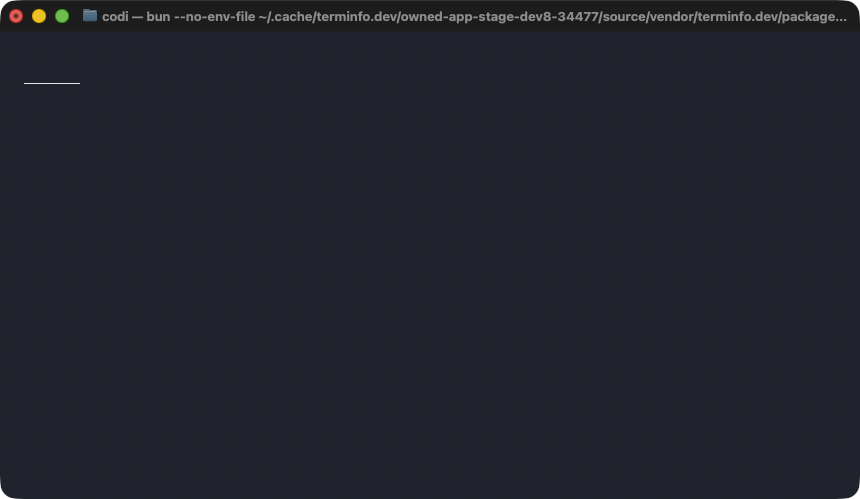 codi — bun --no-env-file ~/.cache/terminfo.dev/owned-app-stage-dev8-34477/source/vendor/terminfo.dev/package...